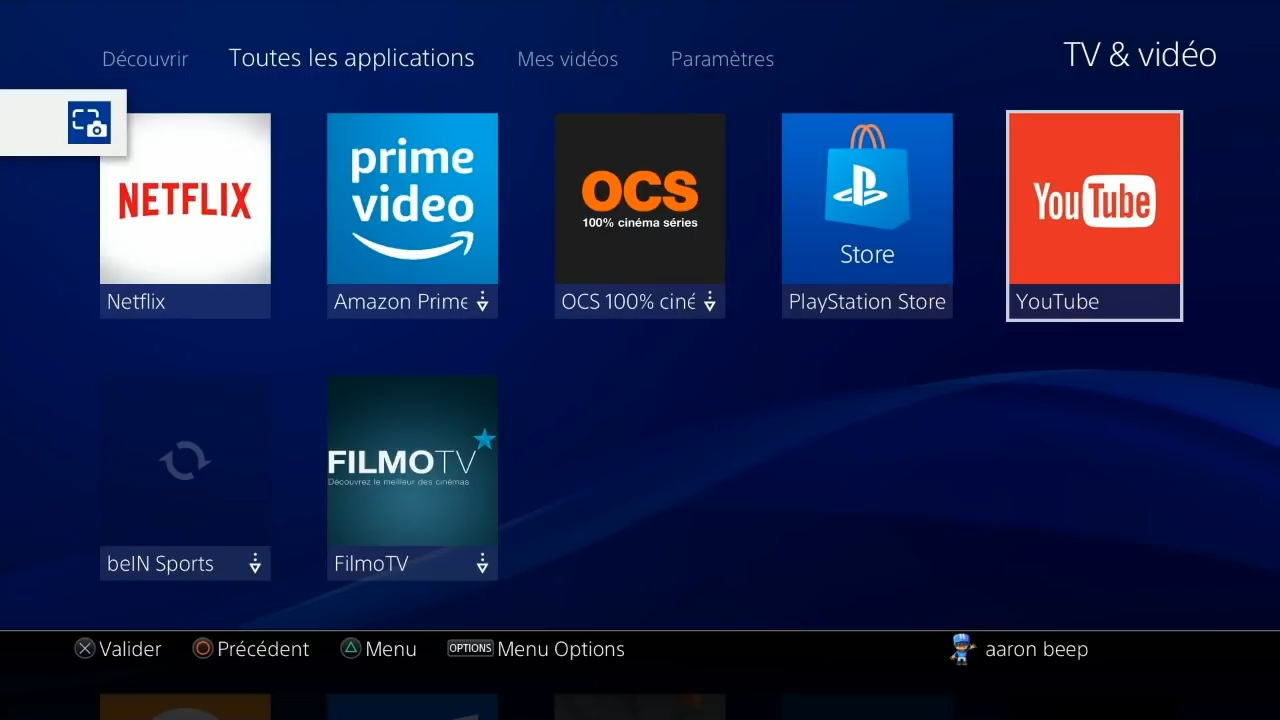 Découvrir
Toutes les applications
Mes vidéos
Paramètres
TV & vidéo
NETFLIX
prime
video
OCS
100% cinéma séries
Store
YouTube
Netflix
Amazon Prime
OCS 100% ciné
PlayStation Store
YouTube
FILMOTV
Découvrez le meilleur des cinémas
beIN Sports
FilmoTV
Valider
Précédent
Menu
OPTIONS Menu Options
aaron beep